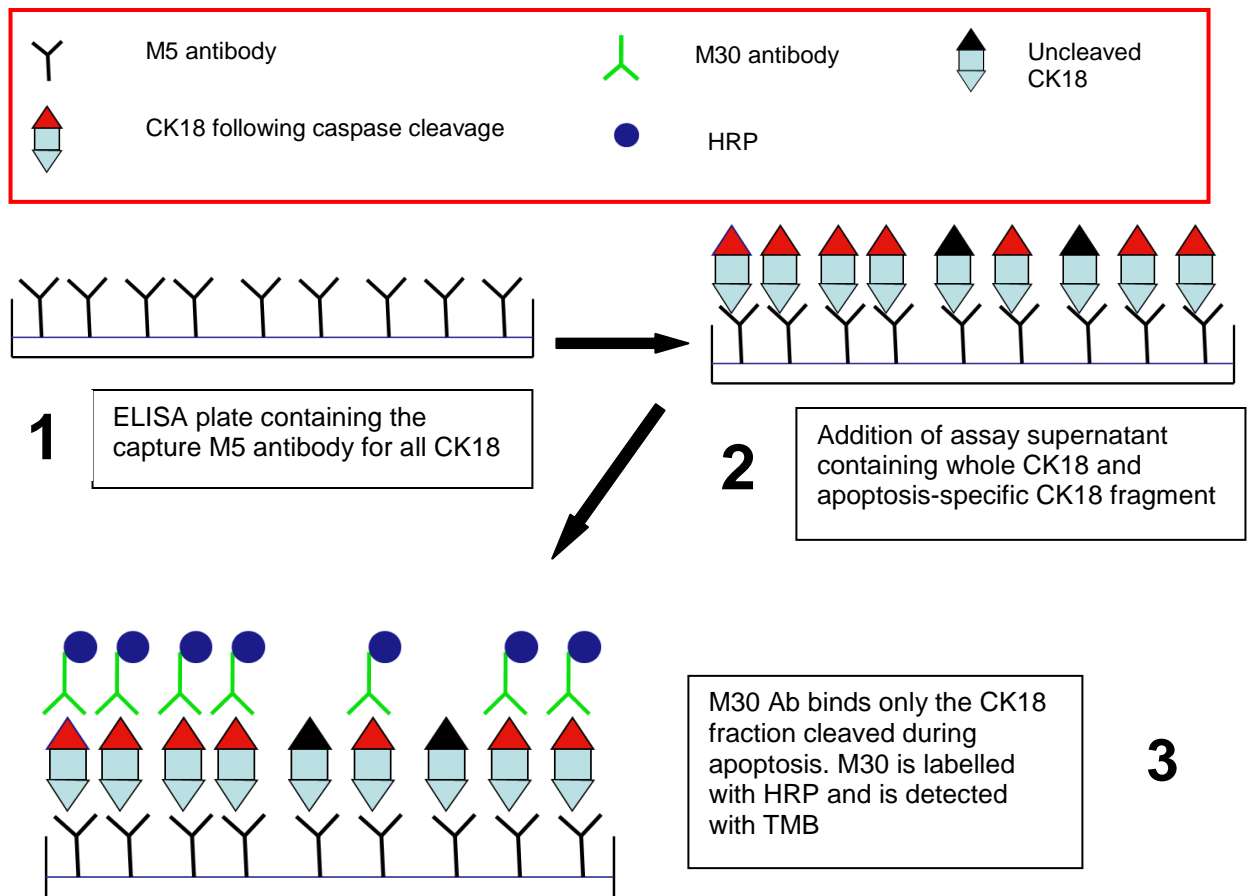 M5 antibody
M30 antibody
Uncleaved
CK18
CK18 following caspase cleavage
HRP
1
ELISA plate containing the
capture M5 antibody for all CK18
2
Addition of assay supernatant
containing whole CK18 and
apoptosis-specific CK18 fragment
M30 Ab binds only the CK18
fraction cleaved during
apoptosis. M30 is labelled
with HRP and is detected
with TMB
3